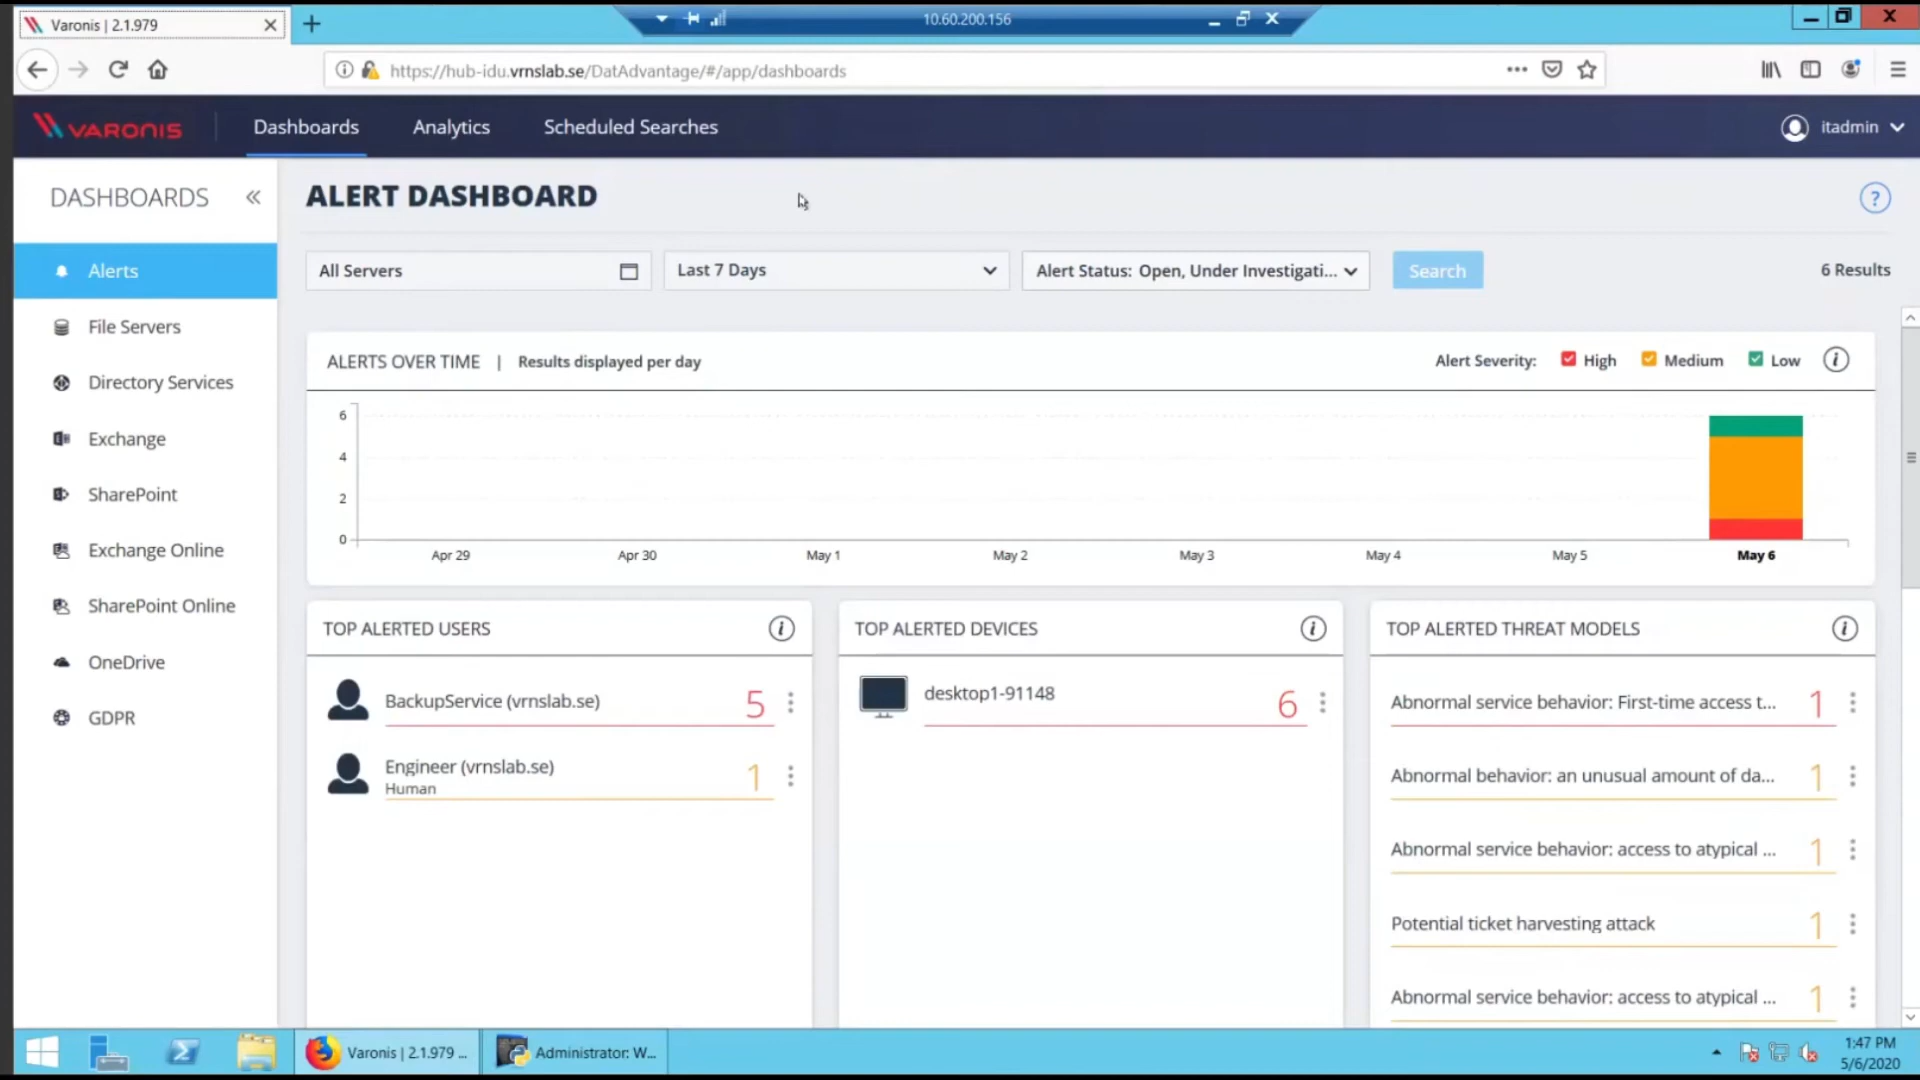 Varonis | 2.1.979
10.60.200.156
https://hub-idu.vrnslab.se/DatAdvantage/#/app/dashboards
VARONIS
Dashboards
Analytics
Scheduled Searches
itadmin
DASHBOARDS
ALERT DASHBOARD
Alerts
File Servers
Directory Services
Exchange
SharePoint
Exchange Online
SharePoint Online
OneDrive
GDPR
All Servers
Last 7 Days
Alert Status: Open, Under Investigati...
Search
6 Results
ALERTS OVER TIME | Results displayed per day
Alert Severity: High Medium Low
6
4
2
0
Apr 29
Apr 30
May 1
May 2
May 3
May 4
May 5
May 6
TOP ALERTED USERS
BackupService (vrnslab.se)
5
Engineer (vrnslab.se)
Human
1
TOP ALERTED DEVICES
desktop1-91148
6
TOP ALERTED THREAT MODELS
Abnormal service behavior: First-time access t...
1
Abnormal behavior: an unusual amount of da...
1
Abnormal service behavior: access to atypical ...
1
Potential ticket harvesting attack
1
Abnormal service behavior: access to atypical ...
1
Varonis | 2.1.979 ...
Administrator: W...
1:47 PM
5/6/2020